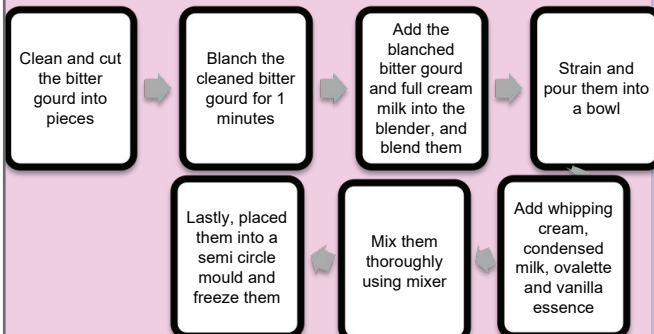 Clean and cut
the bitter
gourd into
pieces
Blanch the
cleaned bitter
gourd for 1
minutes
Add the
blanched
bitter gourd
and full cream
milk into the
blender, and
blend them
Strain and
pour them into
a bowl
Add whipping
cream,
condensed
milk, ovalette
and vanilla
essence
Mix them
thoroughly
using mixer
Lastly, placed
them into a
semi circle
mould and
freeze them